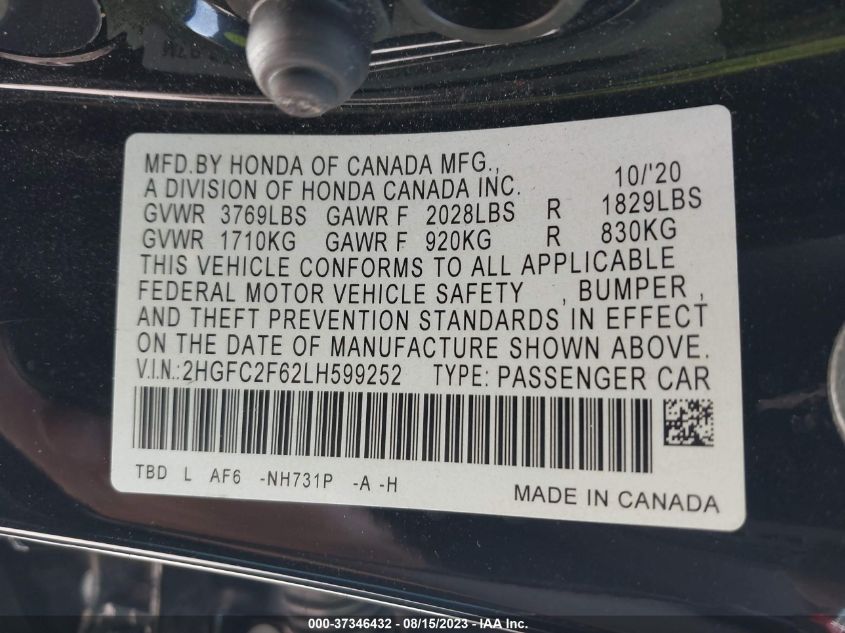 MFD.BY HONDA OF CANADA MFG., 10/'20
A DIVISION OF HONDA CANADA INC.
GVWR 3769LBS GAWR F 2028LBS R 1829LBS
GVWR 1710KG GAWR F 920KG R 830KG
THIS VEHICLE CONFORMS TO ALL APPLICABLE
FEDERAL MOTOR VEHICLE SAFETY , BUMPER ,
AND THEFT PREVENTION STANDARDS IN EFFECT
ON THE DATE OF MANUFACTURE SHOWN ABOVE.
V.I.N.:2HGFC2F62LH599252 TYPE: PASSENGER CAR
TBD L AF6 -NH731P -A -H
MADE IN CANADA
000-37346432 - 08/15/2023 - IAA Inc.